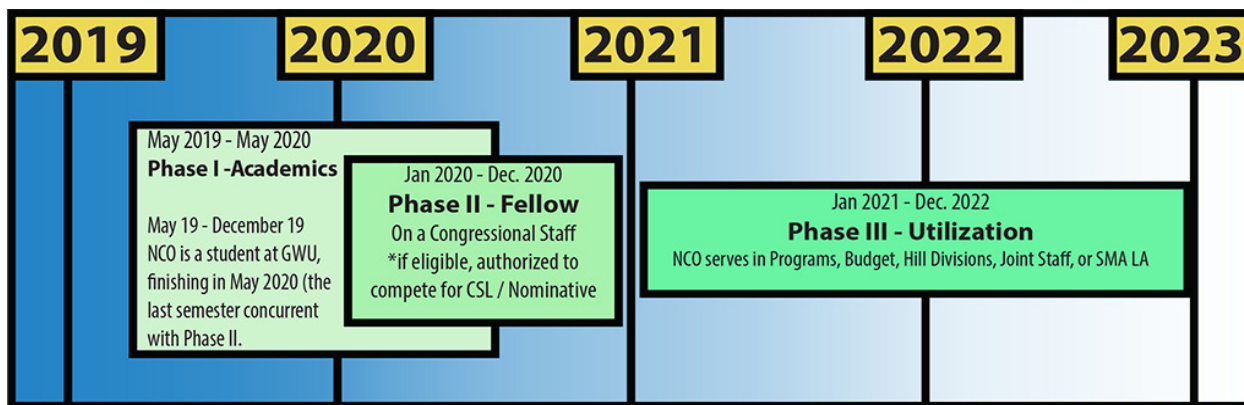 2019
2020
2021
2022
2023
May 2019 - May 2020
Phase I -Academics
May 19 - December 19
NCO is a student at GWU,
finishing in May 2020 (the
last semester concurrent
with Phase II.
Jan 2020 - Dec. 2020
Phase II - Fellow
On a Congressional Staff
*if eligible, authorized to
compete for CSL / Nominative
Jan 2021 - Dec. 2022
Phase III - Utilization
NCO serves in Programs, Budget, Hill Divisions, Joint Staff, or SMA LA